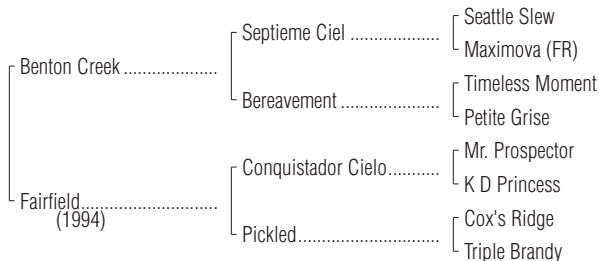 Seattle Slew
Septieme Ciel ...................
Maximova (FR)
Benton Creek ....................
Timeless Moment
Bereavement .....................
Petite Grise
Mr. Prospector
Conquistador Cielo...........
K D Princess
Fairfield.............................
(1994)
Cox's Ridge
Pickled..............................
Triple Brandy